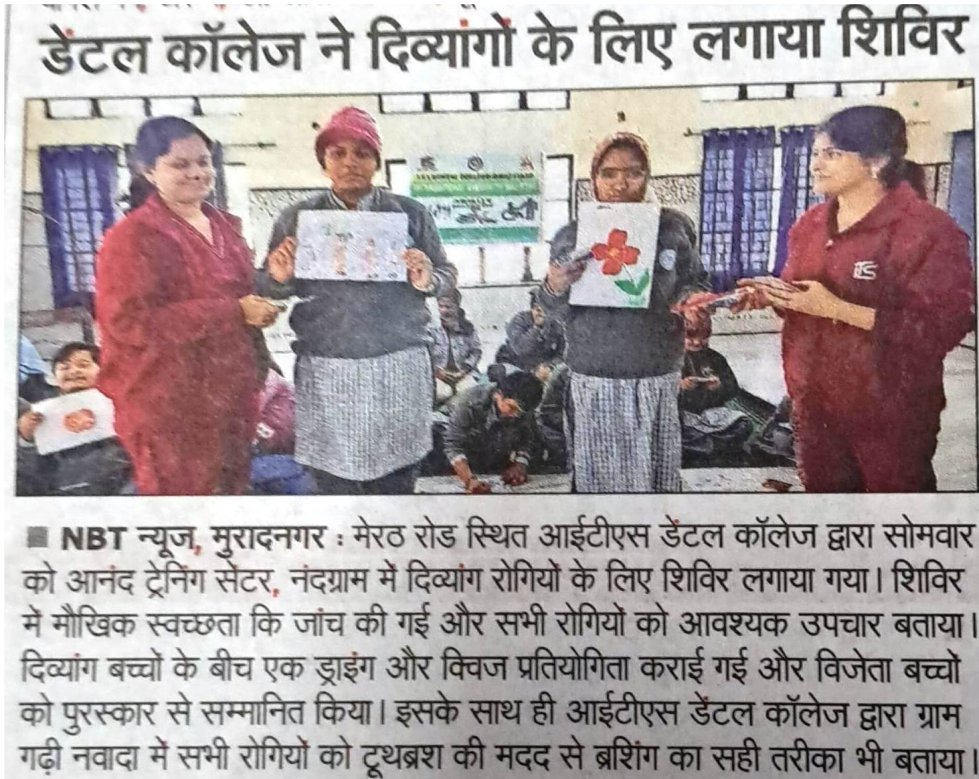 डेंटल कॉलेज ने दिव्यांगों के लिए लगाया शिविर
ITS
■ NBT न्यूज, मुरादनगर : मेरठ रोड स्थित आईटीएस डेंटल कॉलेज द्वारा सोमवार
को आनंद ट्रेनिंग सेंटर, नंदग्राम में दिव्यांग रोगियों के लिए शिविर लगाया गया। शिविर
में मौखिक स्वच्छता कि जांच की गई और सभी रोगियों को आवश्यक उपचार बताया।
दिव्यांग बच्चों के बीच एक ड्राइंग और क्विज प्रतियोगिता कराई गई और विजेता बच्चों
को पुरस्कार से सम्मानित किया। इसके साथ ही आईटीएस डेंटल कॉलेज द्वारा ग्राम
गढ़ी नवादा में सभी रोगियों को टूथब्रश की मदद से ब्रशिंग का सही तरीका भी बताया।